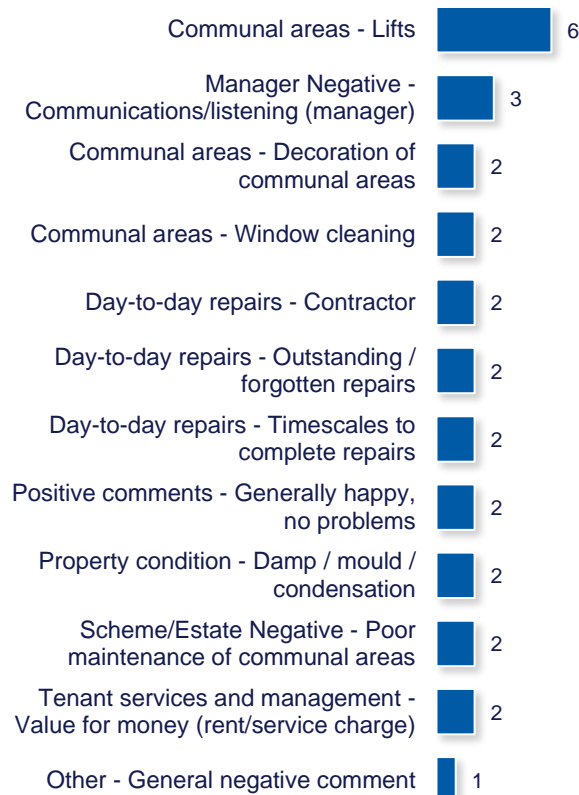 Communal areas - Lifts 6
Manager Negative -
Communications/listening (manager) 3
Communal areas - Decoration of
communal areas 2
Communal areas - Window cleaning 2
Day-to-day repairs - Contractor 2
Day-to-day repairs - Outstanding /
forgotten repairs 2
Day-to-day repairs - Timescales to
complete repairs 2
Positive comments - Generally happy,
no problems 2
Property condition - Damp / mould /
condensation 2
Scheme/Estate Negative - Poor
maintenance of communal areas 2
Tenant services and management -
Value for money (rent/service charge) 2
Other - General negative comment 1